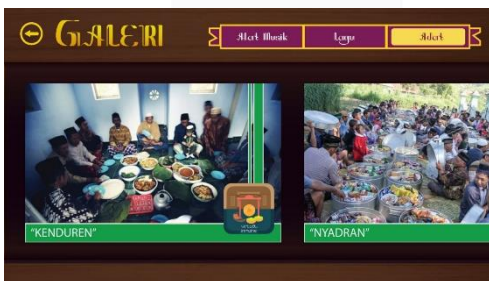 GALERI
Alat Musik
Lagu
Adat
"KENDUREN"
"NYADRAN"